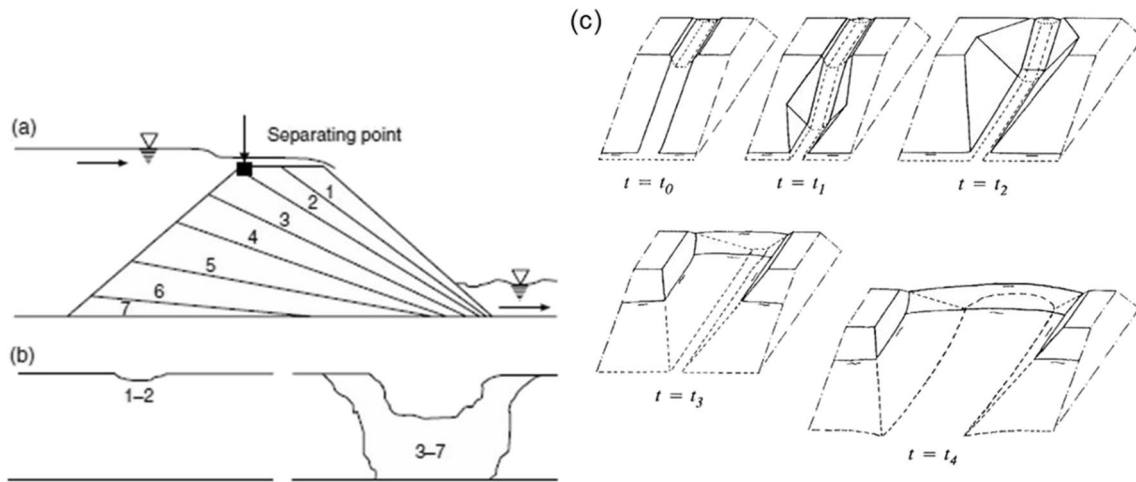 (a)
Separating point
1
2
3
4
5
6
7
(b)
1–2
3–7
(c)
t = t0
t = t1
t = t2
t = t3
t = t4